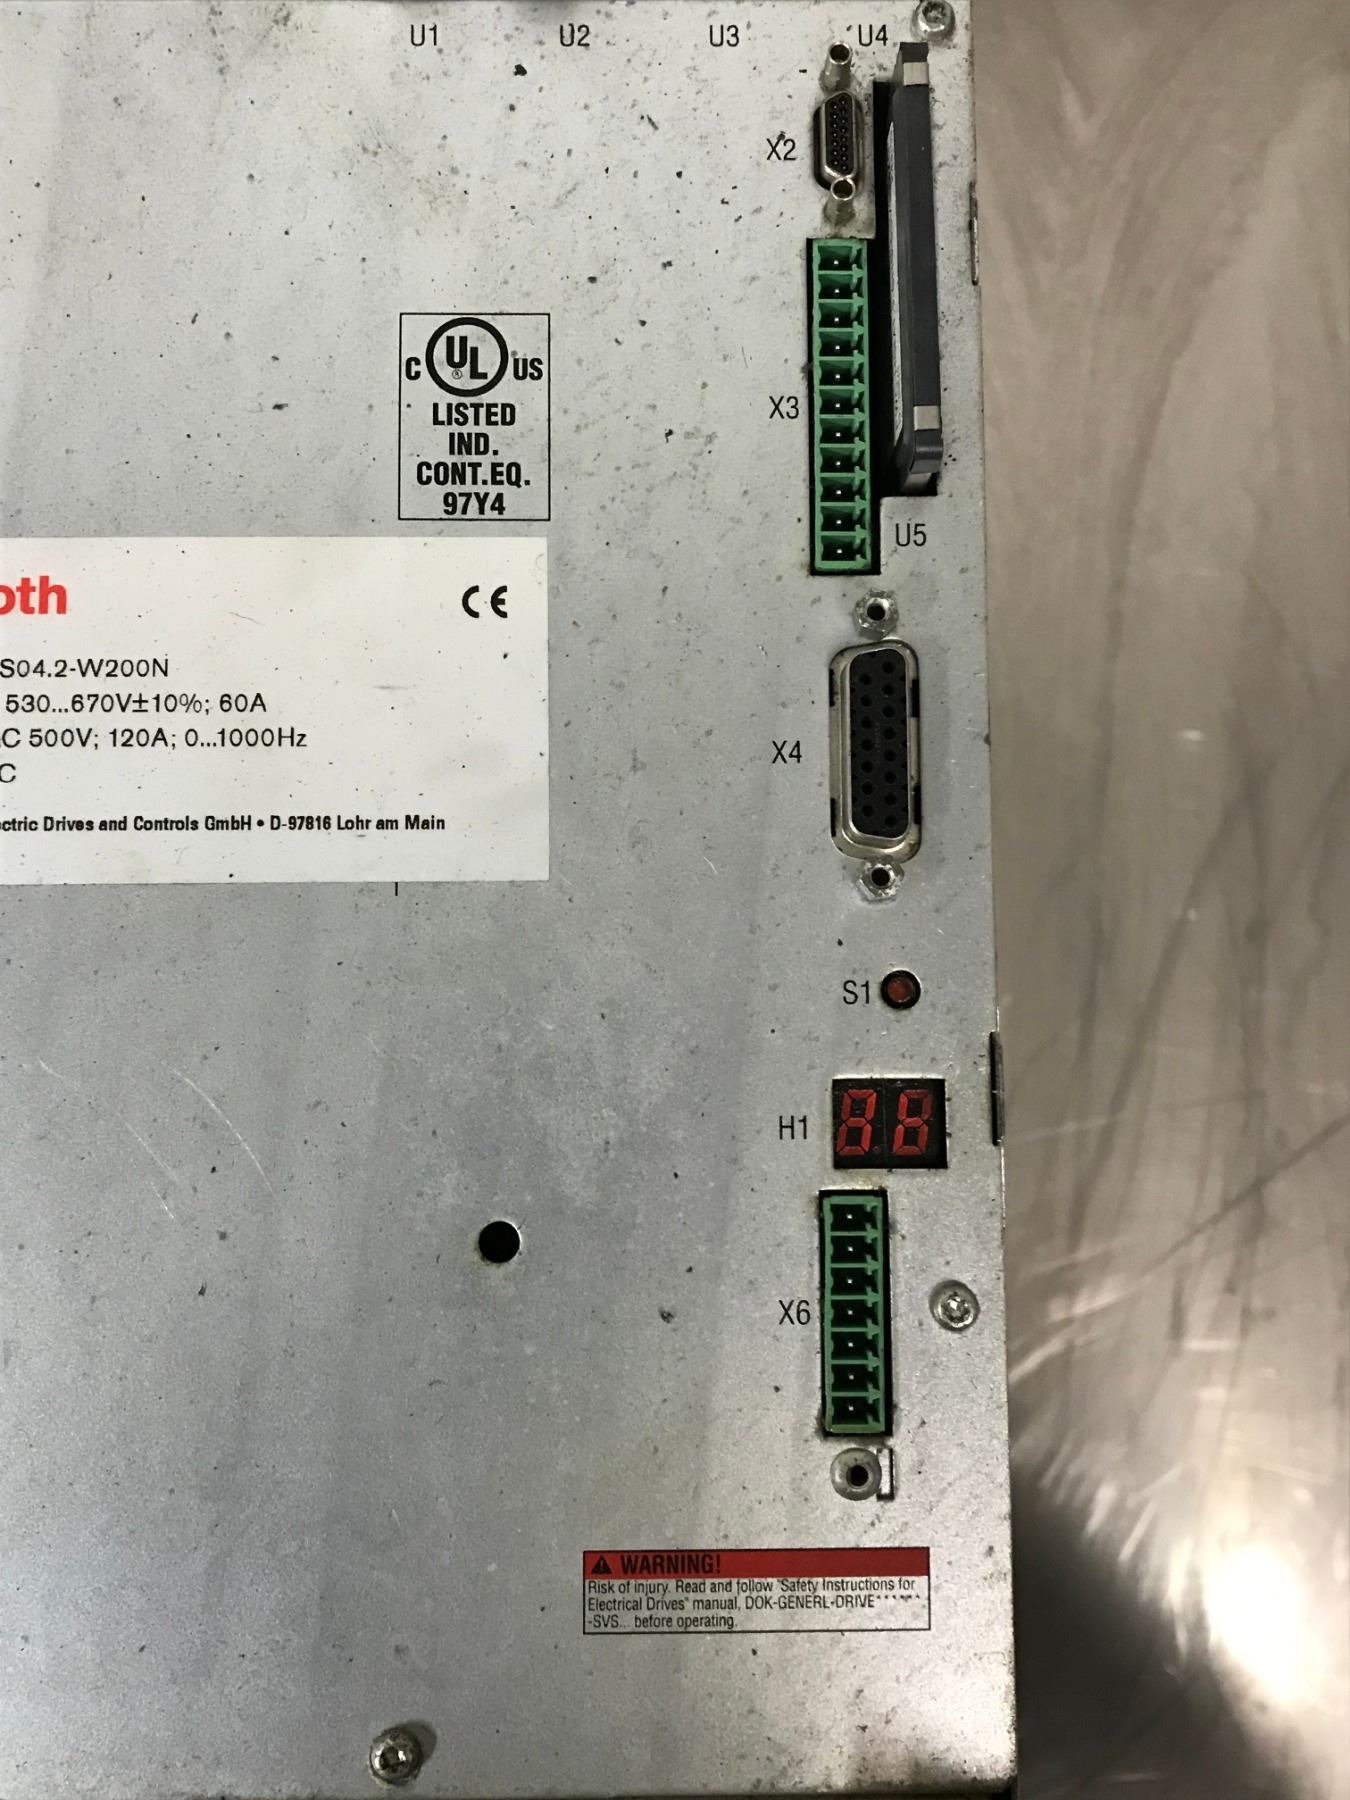 U1 U2 U3 U4
X2
X3
C UL® US
LISTED
IND.
CONT.EQ.
97Y4
U5
oth CE
S04.2-W200N
530...670V±10%; 60A
C 500V; 120A; 0...1000Hz
C
X4
ctric Drives and Controls GmbH • D-97816 Lohr am Main
S1
H1
X6
WARNING!
Risk of injury. Read and follow "Safety Instructions for
Electrical Drives" manual, DOK-GENERL-DRIVE******
-SVS... before operating.